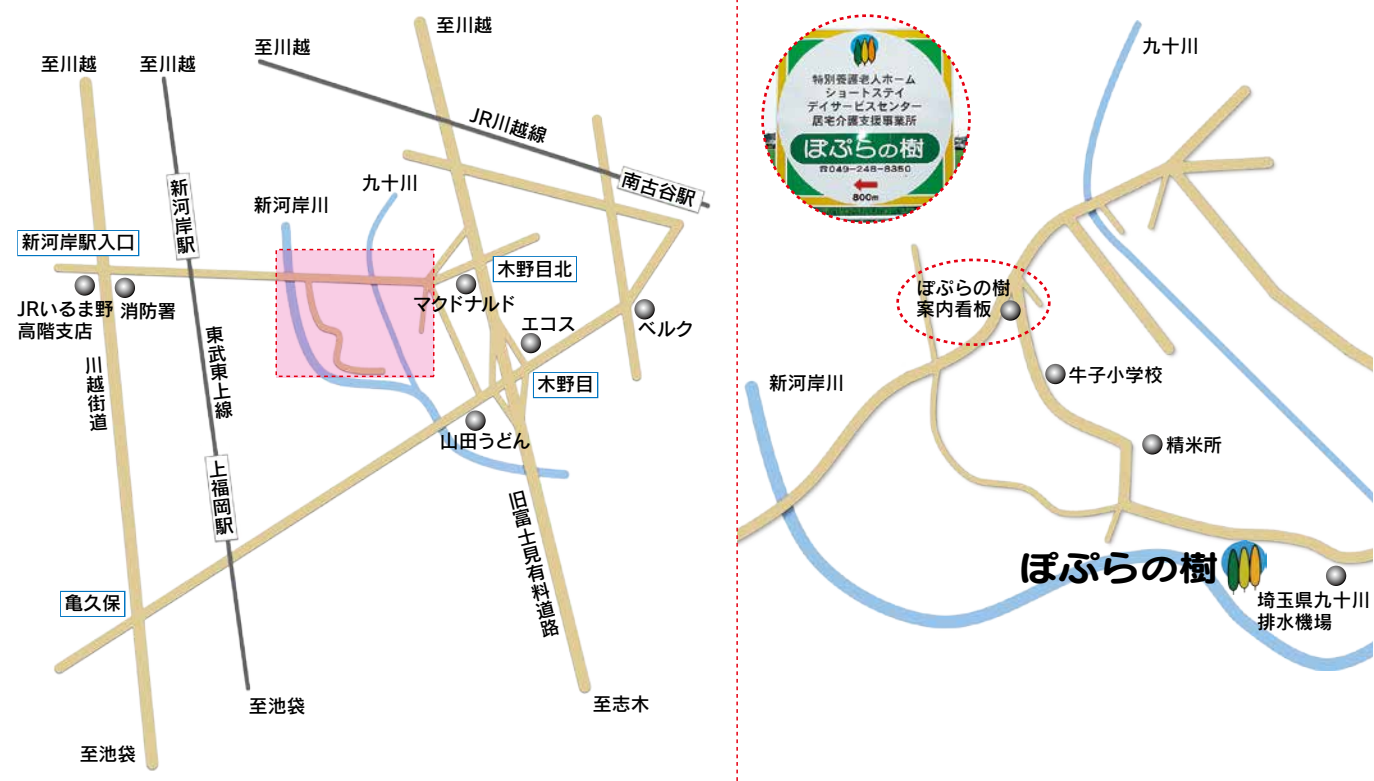 至川越
至川越
至川越
至川越
JR川越線
南古谷駅
新河岸駅
九十川
新河岸川
新河岸駅入口
木野目北
JRいるま野
高階支店
消防署
マクドナルド
エコス
ベルク
川越街道
東武東上線
木野目
山田うどん
上福岡駅
旧富士見有料道路
亀久保
至池袋
至志木
至池袋
特別養護老人ホーム
ショートステイ
デイサービスセンター
居宅介護支援事業所
ぽぷらの樹
☎049-248-8350
800m
九十川
ぽぷらの樹
案内看板
新河岸川
牛子小学校
精米所
ぽぷらの樹
埼玉県九十川
排水機場